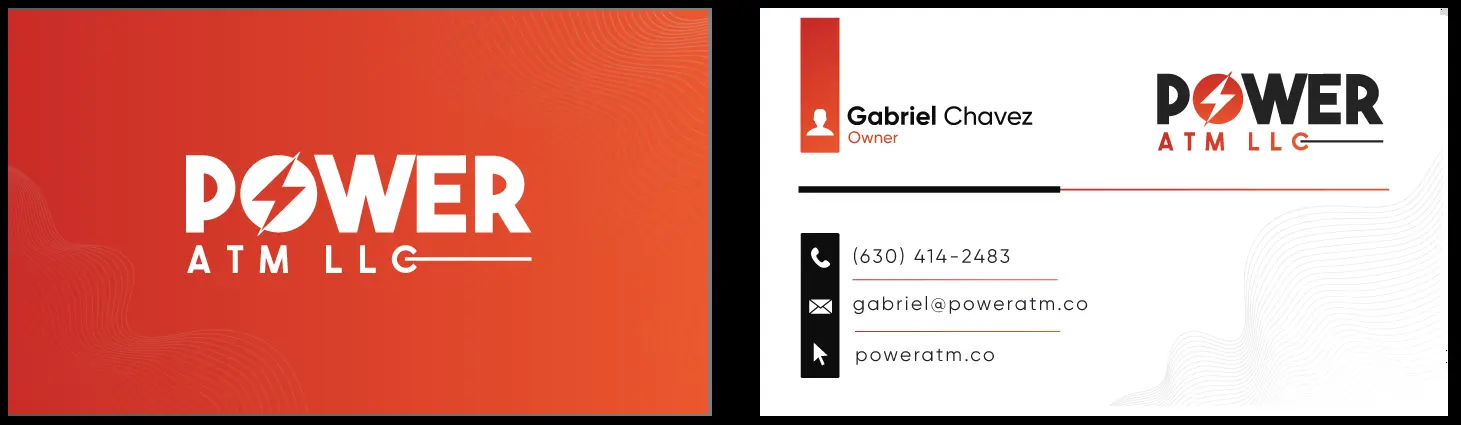 POWER
ATM LLC
Gabriel Chavez
Owner
POWER
ATM LLC
(630) 414-2483
gabriel@poweratm.co
poweratm.co